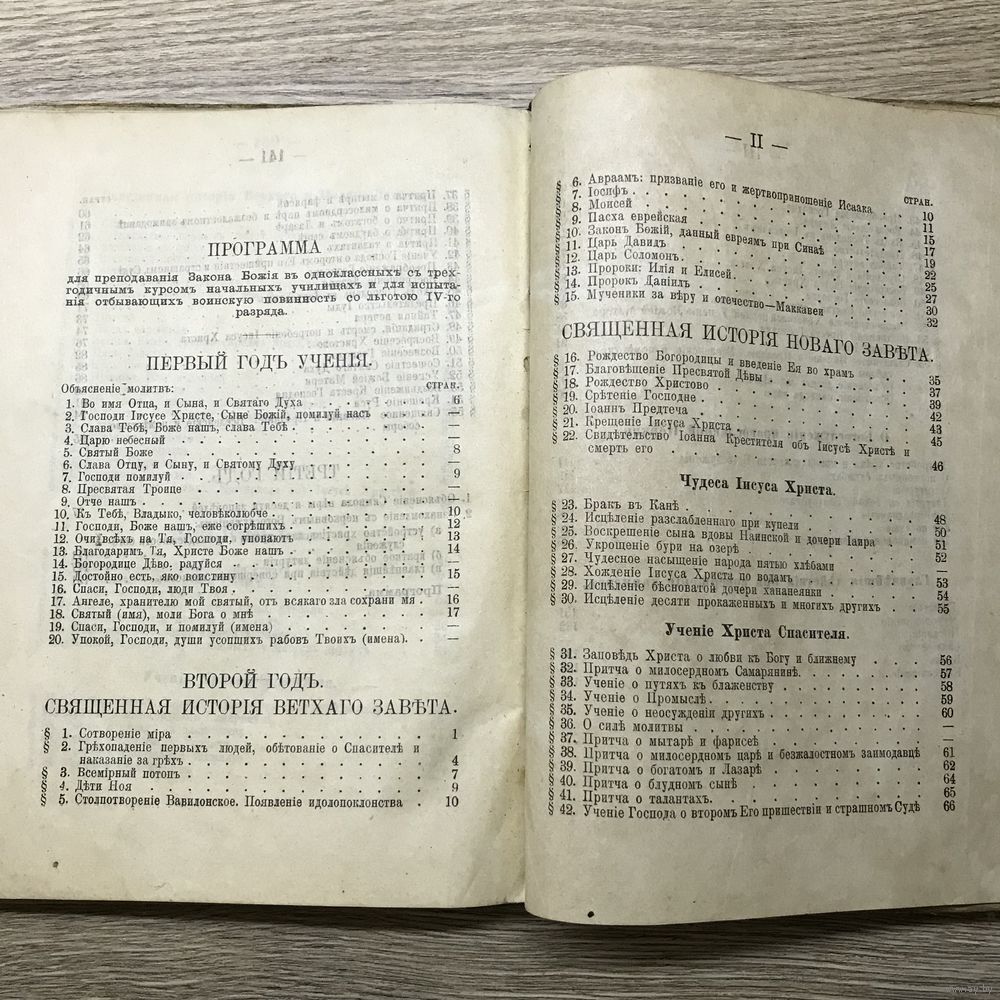 ПРОГРАММА
для преподаванія Закона Божія въ одноклассныхъ съ трех-
годичнымъ курсомъ начальныхъ училищахъ и для испыта-
нія отбывающихъ воинскую повинность со льготою IV-го
разряда.
ПЕРВЫЙ ГОДЪ УЧЕНІЯ.
Объясненіе молитвъ: СТРАН.
1. Во имя Отца, и Сына, и Святаго Духа 6
2. Господи Іисусе Христе, Сыне Божій, помилуй насъ —
3. Слава Тебѣ, Боже нашъ, слава Тебѣ —
4. Царю небесный —
5. Святый Боже 8
6. Слава Отцу, и Сыну, и Святому Духу —
7. Господи помилуй 9
8. Пресвятая Троице —
9. Отче нашъ —
10. Къ Тебѣ, Владыко, человѣколюбче 10
11. Господи, Боже нашъ, еже согрѣшихъ 12
12. Очи всѣхъ на Тя, Господи, уповаютъ 13
13. Благодаримъ Тя, Христе Боже нашъ 14
14. Богородице Дѣво, радуйся —
15. Достойно есть, яко воистину 15
16. Спаси, Господи, люди Твоя —
17. Ангеле, хранителю мой святый, отъ всякаго зла сохрани мя 16
18. Святый (имя), моли Бога о мнѣ 17
19. Спаси, Господи, и помилуй (имена) —
20. Упокой, Господи, души усопшихъ рабовъ Твоихъ (имена). —
ВТОРОЙ ГОДЪ.
СВЯЩЕННАЯ ИСТОРІЯ ВЕТХАГО ЗАВѢТА.
§ 1. Сотвореніе міра 1
§ 2. Грѣхопаденіе первыхъ людей, обѣтованіе о Спасителѣ и
наказаніе за грѣхъ 4
§ 3. Всемірный потопъ 7
§ 4. Дѣти Ноя 9
§ 5. Столпотвореніе Вавилонское. Появленіе идолопоклонства 10
— II —
СТРАН.
§ 6. Авраамъ: призваніе его и жертвоприношеніе Исаака 10
§ 7. Іосифъ 11
§ 8. Моисей 15
§ 9. Пасха еврейская 17
§ 10. Законъ Божій, данный евреямъ при Синаѣ 19
§ 11. Царь Давидъ 22
§ 12. Царь Соломонъ 25
§ 13. Пророки: Илія и Елисей 27
§ 14. Пророкъ Даніилъ 30
§ 15. Мученики за вѣру и отечество—Маккавеи 32
СВЯЩЕННАЯ ИСТОРІЯ НОВАГО ЗАВѢТА.
§ 16. Рождество Богородицы и введеніе Ея во храмъ 35
§ 17. Благовѣщеніе Пресвятой Дѣвы 37
§ 18. Рождество Христово 39
§ 19. Срѣтеніе Господне 42
§ 20. Іоаннъ Предтеча 43
§ 21. Крещеніе Іисуса Христа 45
§ 22. Свидѣтельство Іоанна Крестителя объ Іисусѣ Христѣ и
смерть его 46
Чудеса Іисуса Христа.
§ 23. Бракъ въ Канѣ 48
§ 24. Исцѣленіе разслабленнаго при купели 50
§ 25. Воскрешеніе сына вдовы Наинской и дочери Іаира 51
§ 26. Укрощеніе бури на озерѣ 52
§ 27. Чудесное насыщеніе народа пятью хлѣбами —
§ 28. Хожденіе Іисуса Христа по водамъ 53
§ 29. Исцѣленіе бѣсноватой дочери хананеянки 54
§ 30. Исцѣленіе десяти прокаженныхъ и многихъ другихъ 55
Ученіе Христа Спасителя.
§ 31. Заповѣдь Христа о любви къ Богу и ближнему 56
§ 32. Притча о милосердномъ Самарянинѣ 57
§ 33. Ученіе о путяхъ къ блаженству 58
§ 34. Ученіе о Промыслѣ 59
§ 35. Ученіе о неосужденіи другихъ 60
§ 36. О силѣ молитвы —
§ 37. Притча о мытарѣ и фарисеѣ —
§ 38. Притча о милосердномъ царѣ и безжалостномъ заимодавцѣ 61
§ 39. Притча о богатомъ и Лазарѣ 62
§ 40. Притча о блудномъ сынѣ 64
§ 41. Притча о талантахъ 65
§ 42. Ученіе Господа о второмъ Его пришествіи и страшномъ Судѣ 66